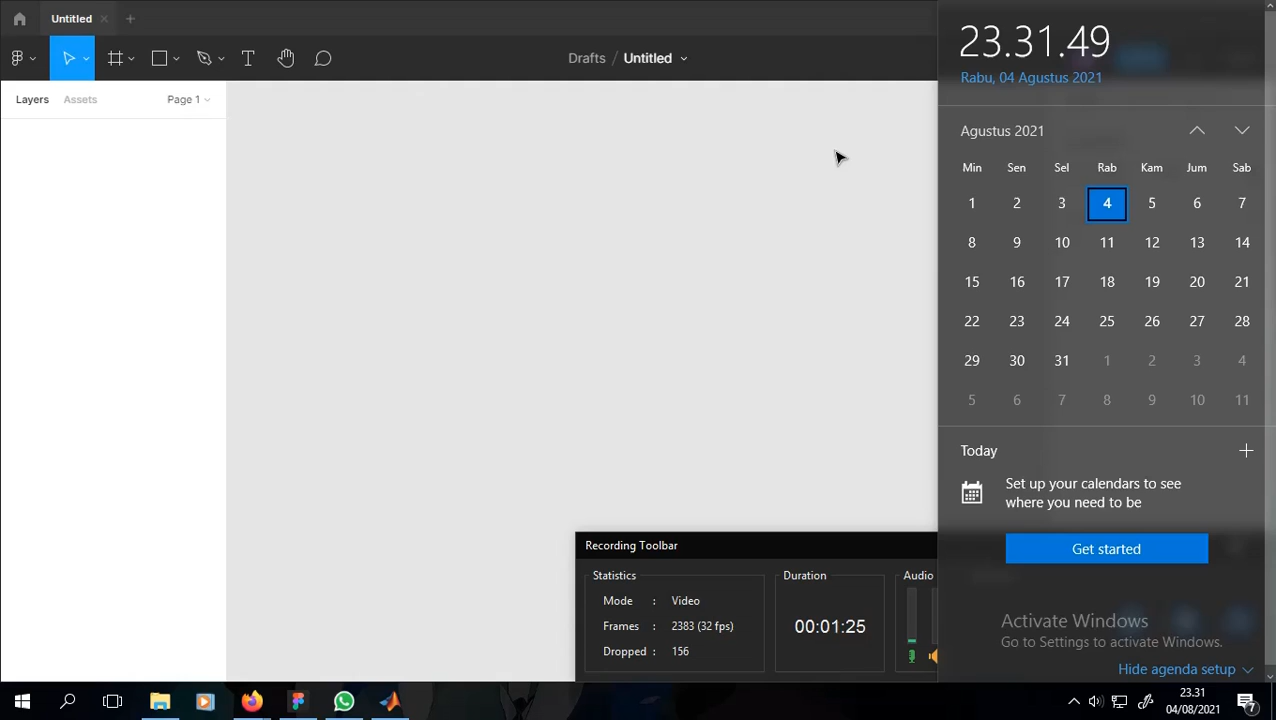 Untitled
Drafts / Untitled
Layers Assets Page 1
23.31.49
Rabu, 04 Agustus 2021
Agustus 2021
Min Sen Sel Rab Kam Jum Sab
1 2 3 4 5 6 7
8 9 10 11 12 13 14
15 16 17 18 19 20 21
22 23 24 25 26 27 28
29 30 31 1 2 3 4
5 6 7 8 9 10 11
Today
Set up your calendars to see
where you need to be
Get started
Recording Toolbar
Statistics
Mode : Video
Frames : 2383 (32 fps)
Dropped : 156
Duration
00:01:25
Audio
Activate Windows
Go to Settings to activate Windows.
Hide agenda setup
23.31
04/08/2021
7